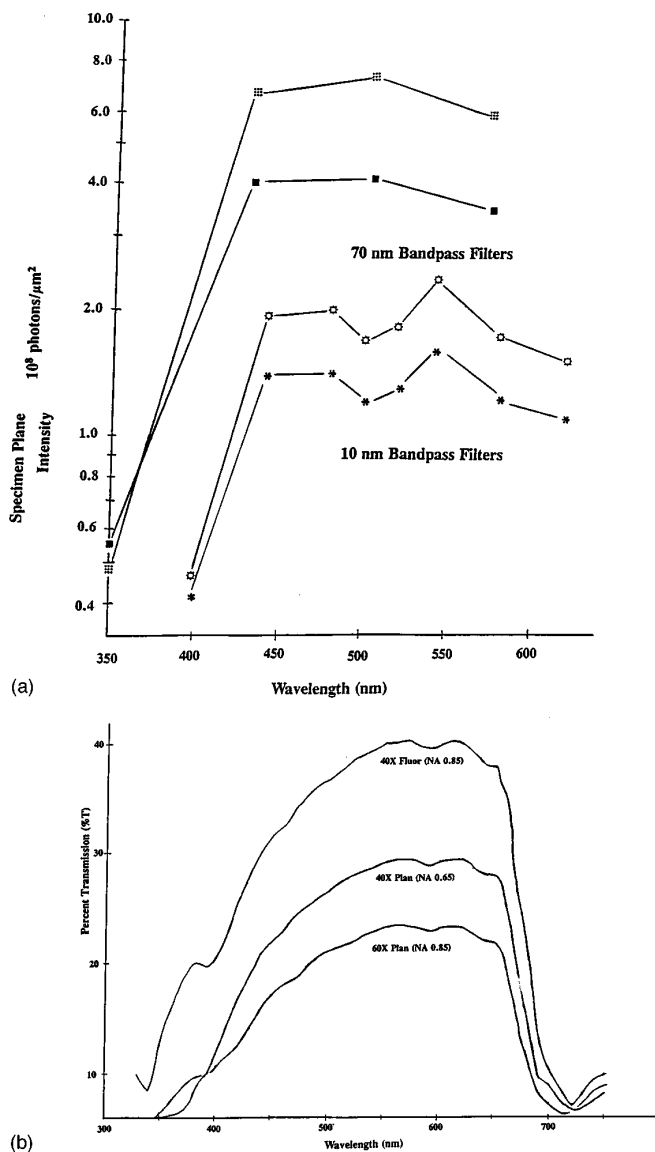 10.0
8.0
6.0
4.0
2.0
1.0
0.8
0.6
0.4
Specimen Plane 10⁸ photons/μm²
Intensity
70 nm Bandpass Filters
10 nm Bandpass Filters
350 400 450 500 550 600
(a)
Wavelength (nm)
40
30
20
10
Percent Transmission (%T)
40X Fluor (NA 0.85)
40X Plan (NA 0.65)
60X Plan (NA 0.85)
300 400 500 600 700
(b)
Wavelength (nm)